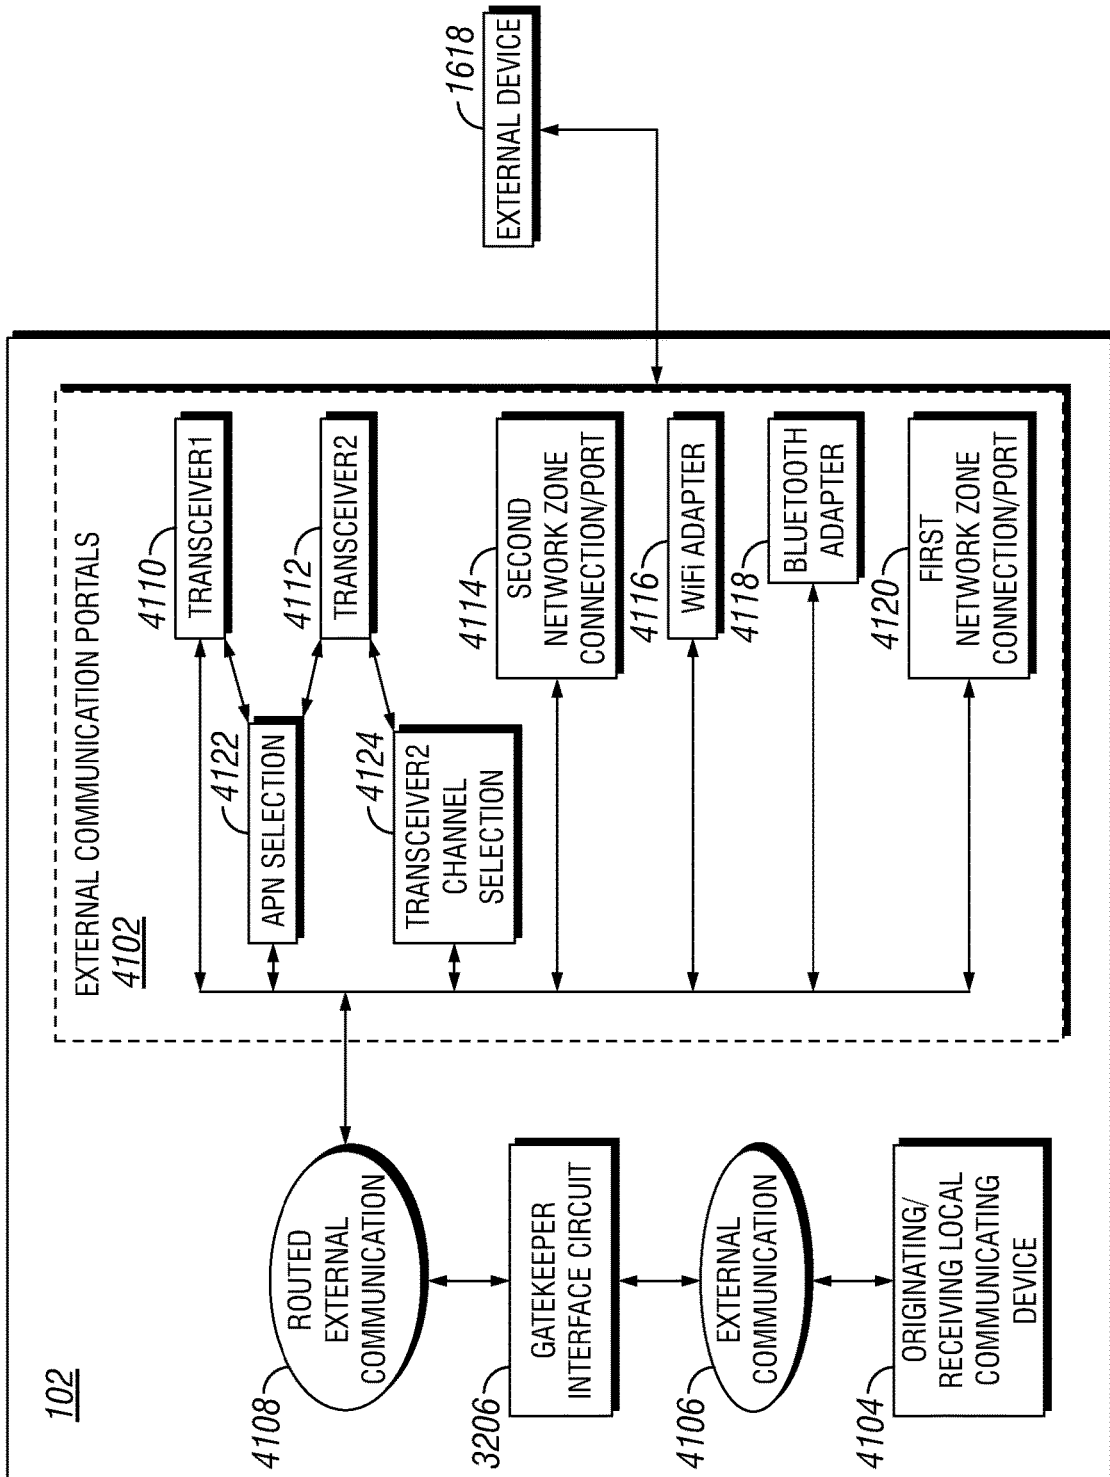 102
4108
ROUTED
EXTERNAL
COMMUNICATION
3206
GATEKEEPER
INTERFACE CIRCUIT
4106
EXTERNAL
COMMUNICATION
4104
ORIGINATING/
RECEIVING LOCAL
COMMUNICATING
DEVICE
EXTERNAL COMMUNICATION PORTALS
4102
4122
APN SELECTION
4124
TRANSCEIVER2
CHANNEL
SELECTION
4110
TRANSCEIVER1
4112
TRANSCEIVER2
4114
SECOND
NETWORK ZONE
CONNECTION/PORT
4116
WiFi ADAPTER
4118
BLUETOOTH
ADAPTER
4120
FIRST
NETWORK ZONE
CONNECTION/PORT
1618
EXTERNAL DEVICE